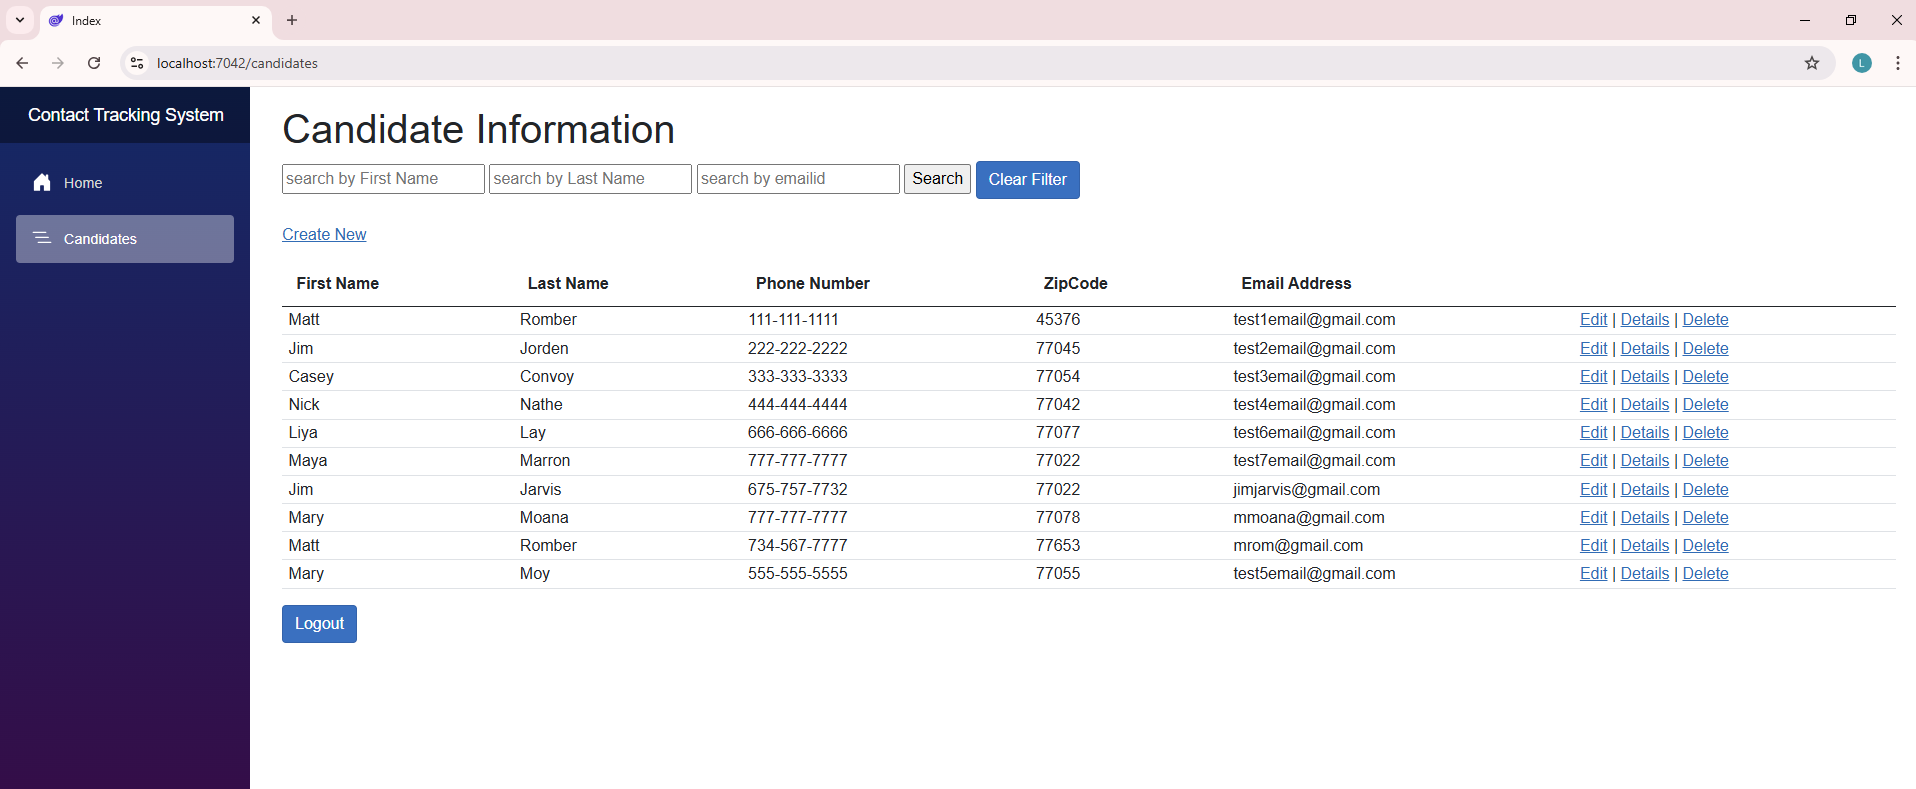 Index
localhost:7042/candidates
L
Contact Tracking System
Home
Candidates
Candidate Information
search by First Name search by Last Name search by emailid Search Clear Filter
Create New
First Name Last Name Phone Number ZipCode Email Address
Matt Romber 111-111-1111 45376 test1email@gmail.com Edit | Details | Delete
Jim Jorden 222-222-2222 77045 test2email@gmail.com Edit | Details | Delete
Casey Convoy 333-333-3333 77054 test3email@gmail.com Edit | Details | Delete
Nick Nathe 444-444-4444 77042 test4email@gmail.com Edit | Details | Delete
Liya Lay 666-666-6666 77077 test6email@gmail.com Edit | Details | Delete
Maya Marron 777-777-7777 77022 test7email@gmail.com Edit | Details | Delete
Jim Jarvis 675-757-7732 77022 jimjarvis@gmail.com Edit | Details | Delete
Mary Moana 777-777-7777 77078 mmoana@gmail.com Edit | Details | Delete
Matt Romber 734-567-7777 77653 mrom@gmail.com Edit | Details | Delete
Mary Moy 555-555-5555 77055 test5email@gmail.com Edit | Details | Delete
Logout